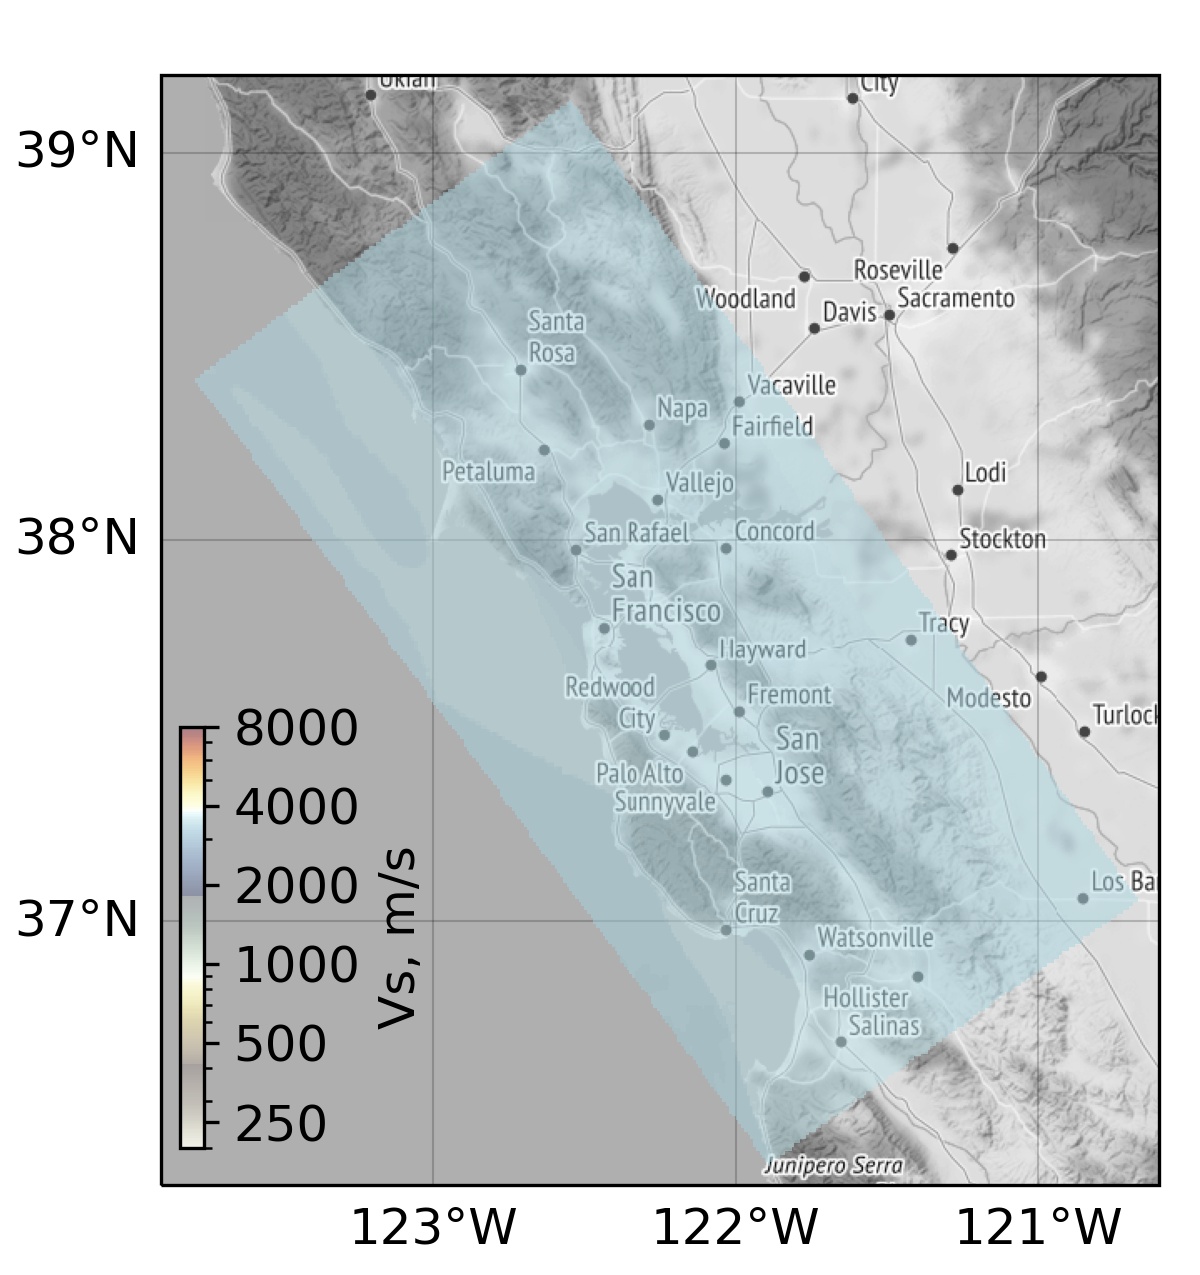 39°N
38°N
37°N
123°W
122°W
121°W
Ukiah
City
Roseville
Woodland
Sacramento
Davis
Santa
Rosa
Vacaville
Napa
Fairfield
Petaluma
Vallejo
Lodi
San Rafael
Concord
Stockton
San
Francisco
Tracy
Hayward
Redwood
City
Fremont
Modesto
Turlock
San
Jose
Palo Alto
Sunnyvale
Santa
Cruz
Los Ba
Watsonville
Hollister
Salinas
Junipero Serra
8000
4000
2000
1000
500
250
Vs, m/s